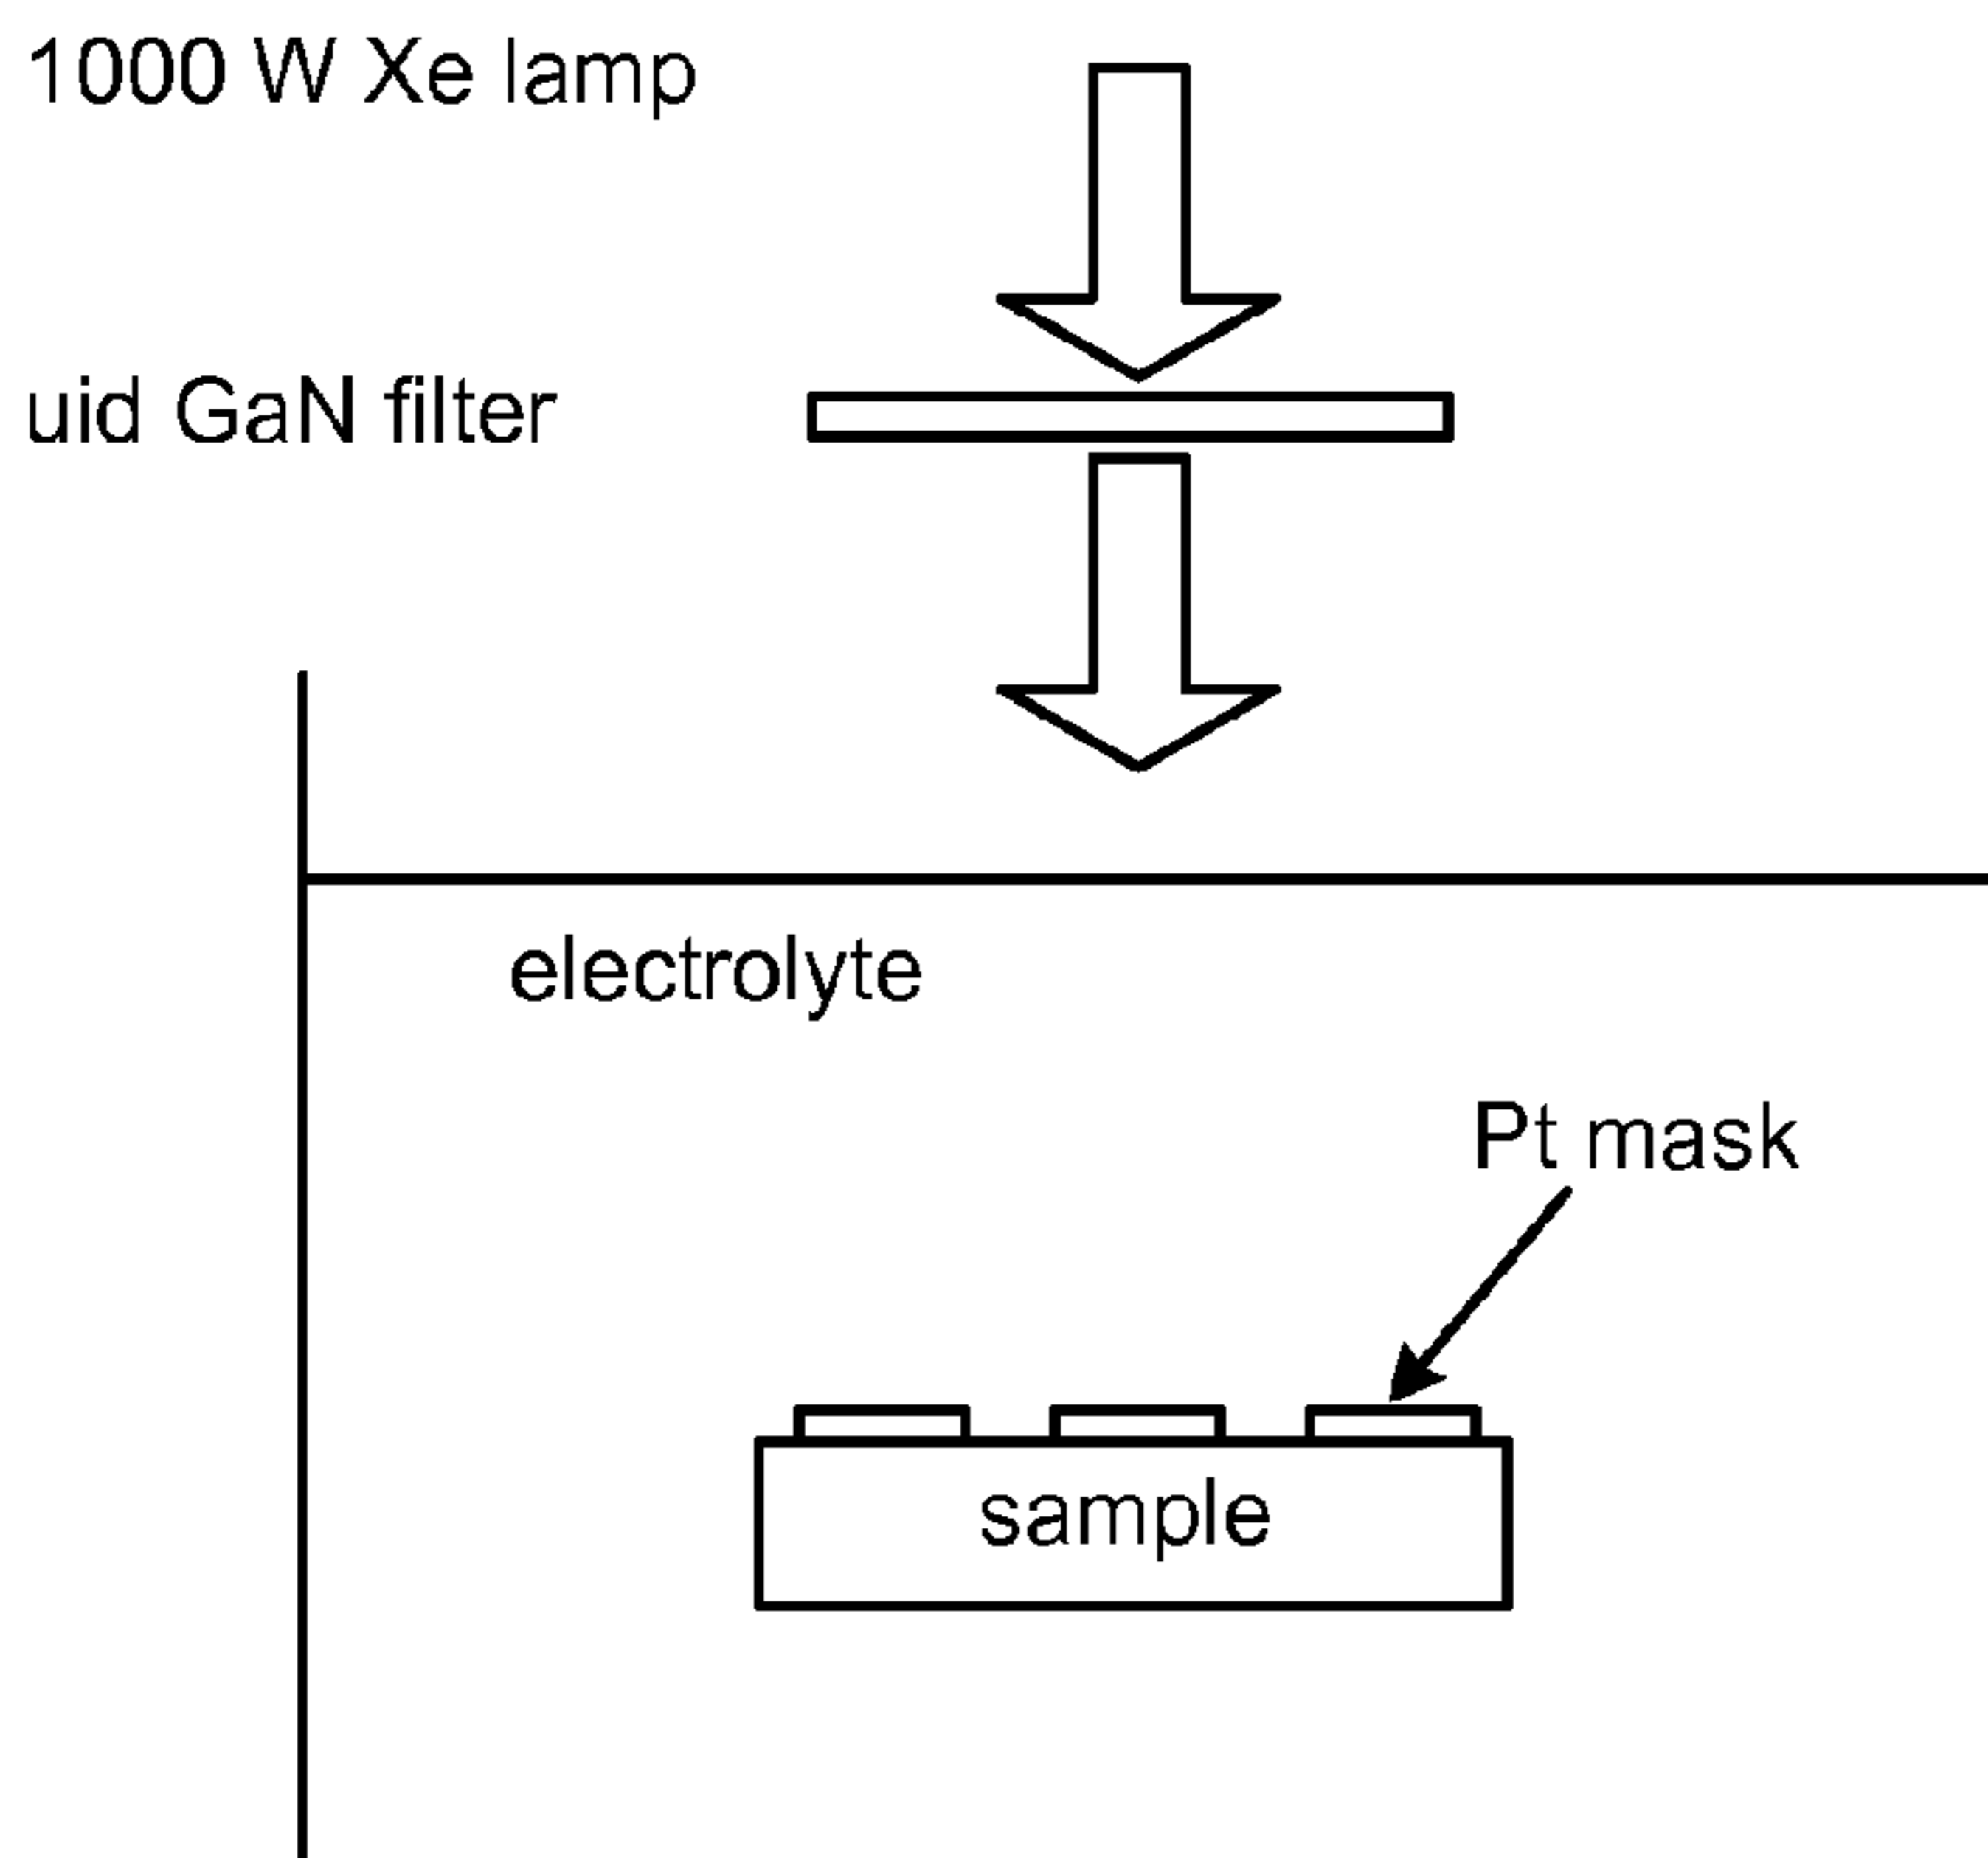 1000 W Xe lamp
uid GaN filter
electrolyte
Pt mask
sample